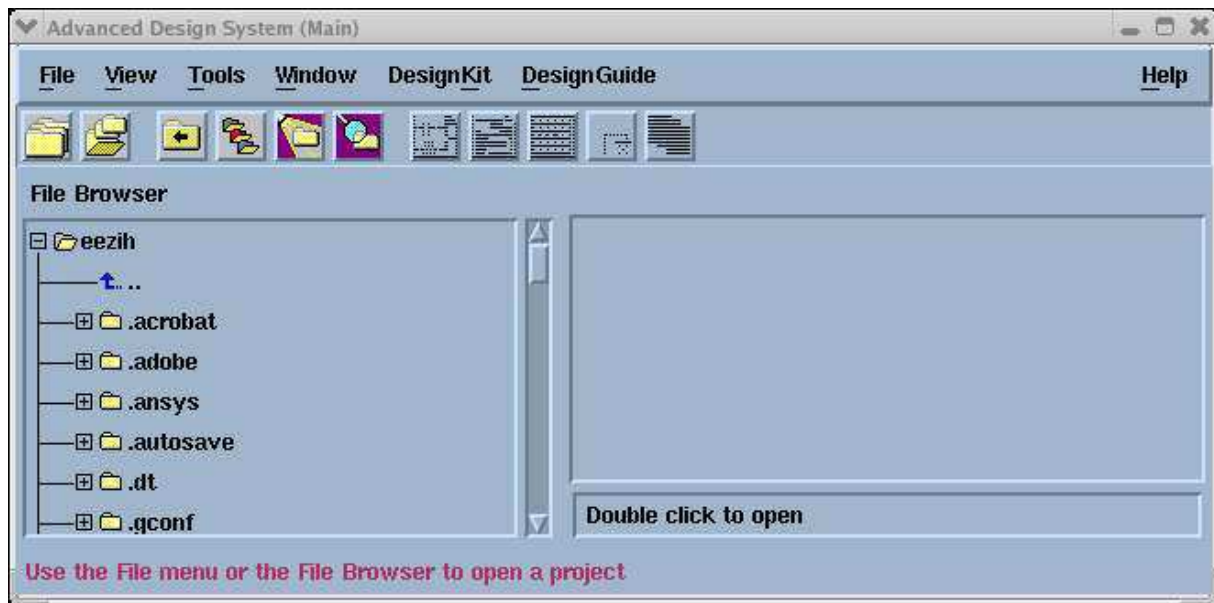 Advanced Design System (Main)
File View Tools Window DesignKit DesignGuide Help
File Browser
eezih
..
.acrobat
.adobe
.ansys
.autosave
.dt
.gconf
Double click to open
Use the File menu or the File Browser to open a project